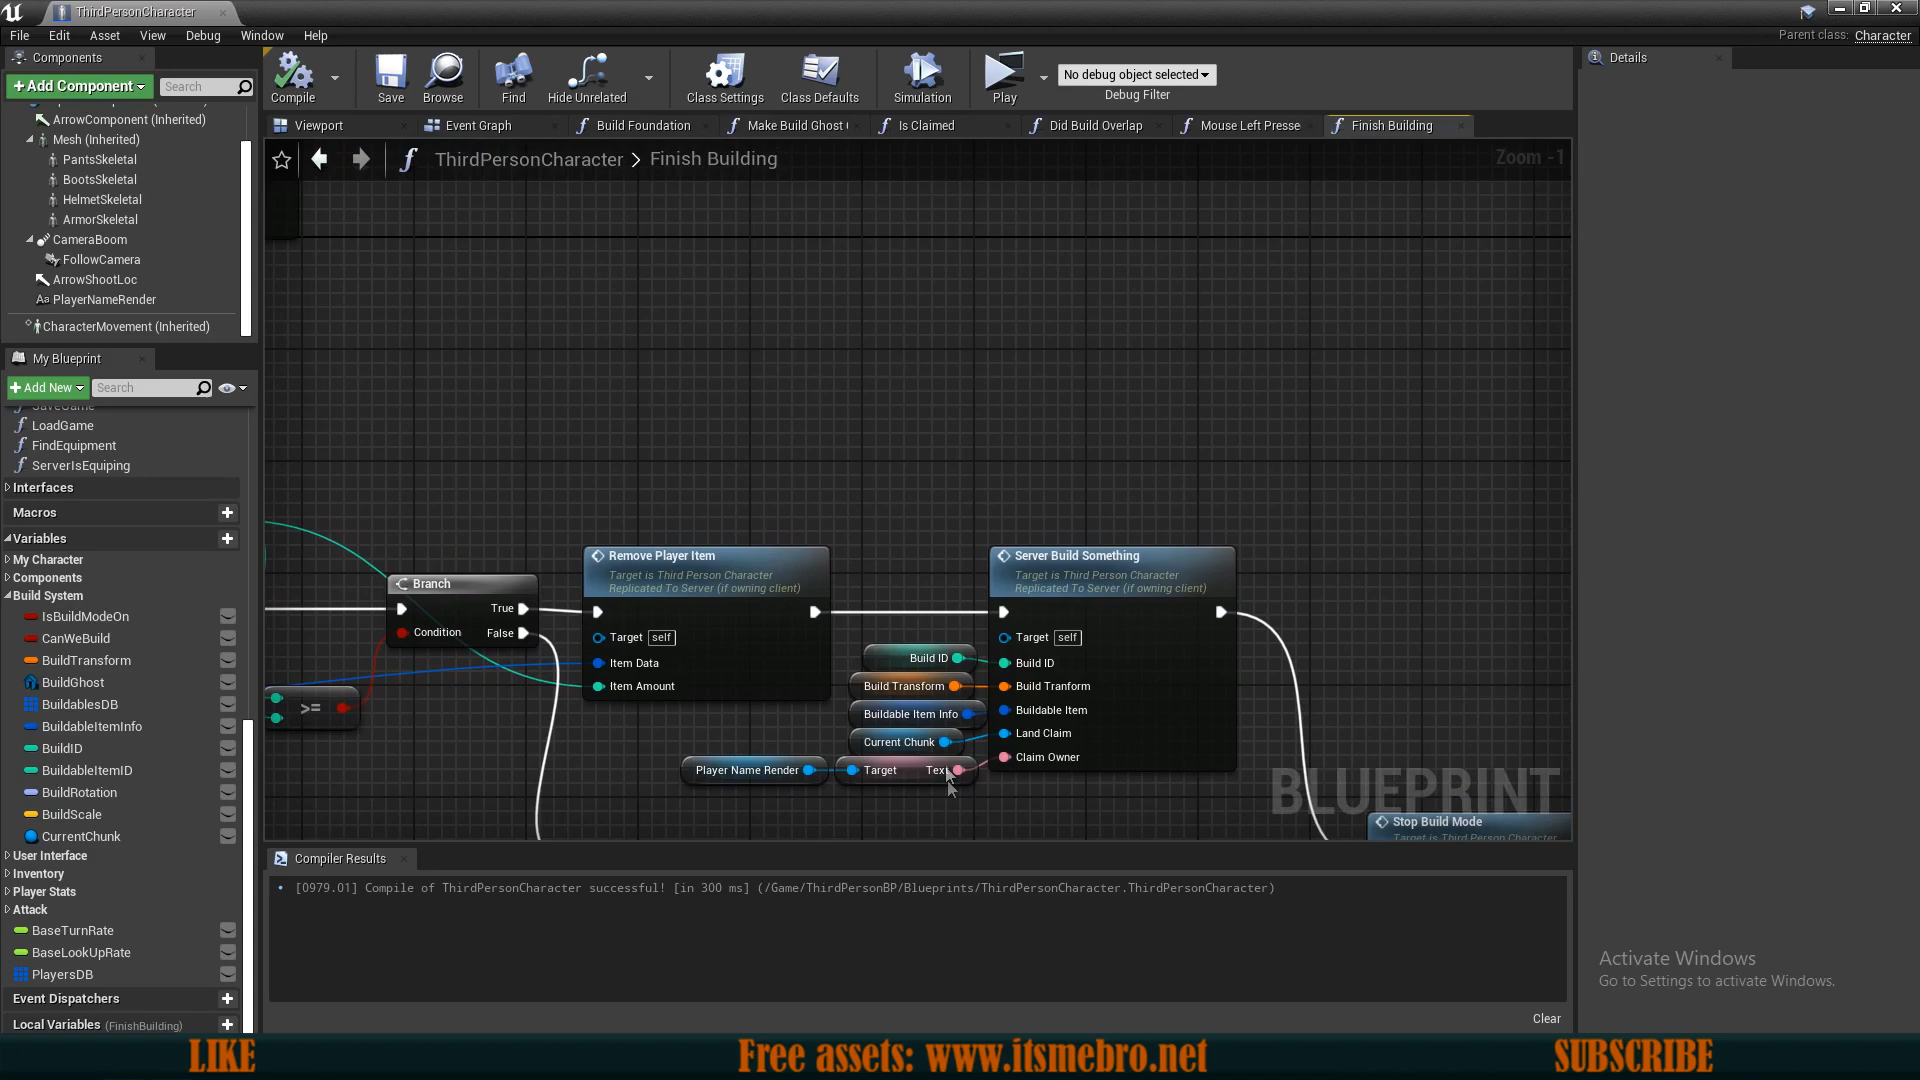 ThirdPersonCharacter
File Edit Asset View Debug Window Help
Parent class: Character
Components
Details
+Add Component
Search
Compile
Save
Browse
Find
Hide Unrelated
Class Settings
Class Defaults
Simulation
Play
No debug object selected
Debug Filter
ArrowComponent (Inherited)
Mesh (Inherited)
PantsSkeletal
BootsSkeletal
HelmetSkeletal
ArmorSkeletal
CameraBoom
FollowCamera
ArrowShootLoc
PlayerNameRender
CharacterMovement (Inherited)
Viewport
Event Graph
Build Foundation
Make Build Ghost
Is Claimed
Did Build Overlap
Mouse Left Presse
Finish Building
ThirdPersonCharacter > Finish Building
Zoom -1
My Blueprint
+Add New
Search
SaveGame
LoadGame
FindEquipment
ServerIsEquiping
Interfaces
Macros
Variables
My Character
Components
Build System
IsBuildModeOn
CanWeBuild
BuildTransform
BuildGhost
BuildablesDB
BuildableItemInfo
BuildID
BuildableItemID
BuildRotation
BuildScale
CurrentChunk
User Interface
Inventory
Player Stats
Attack
BaseTurnRate
BaseLookUpRate
PlayersDB
Event Dispatchers
Local Variables (FinishBuilding)
Branch
True
Condition
False
>=
Remove Player Item
Target is Third Person Character
Replicated To Server (if owning client)
Target self
Item Data
Item Amount
Server Build Something
Target is Third Person Character
Replicated To Server (if owning client)
Target self
Build ID
Build Tranform
Buildable Item
Land Claim
Claim Owner
Build ID
Build Transform
Buildable Item Info
Current Chunk
Player Name Render
Target Text
BLUEPRINT
Stop Build Mode
Target is Third Person Character
Compiler Results
[0979.01] Compile of ThirdPersonCharacter successful! [in 300 ms] (/Game/ThirdPersonBP/Blueprints/ThirdPersonCharacter.ThirdPersonCharacter)
Clear
Activate Windows
Go to Settings to activate Windows.
LIKE
Free assets: www.itsmebro.net
SUBSCRIBE